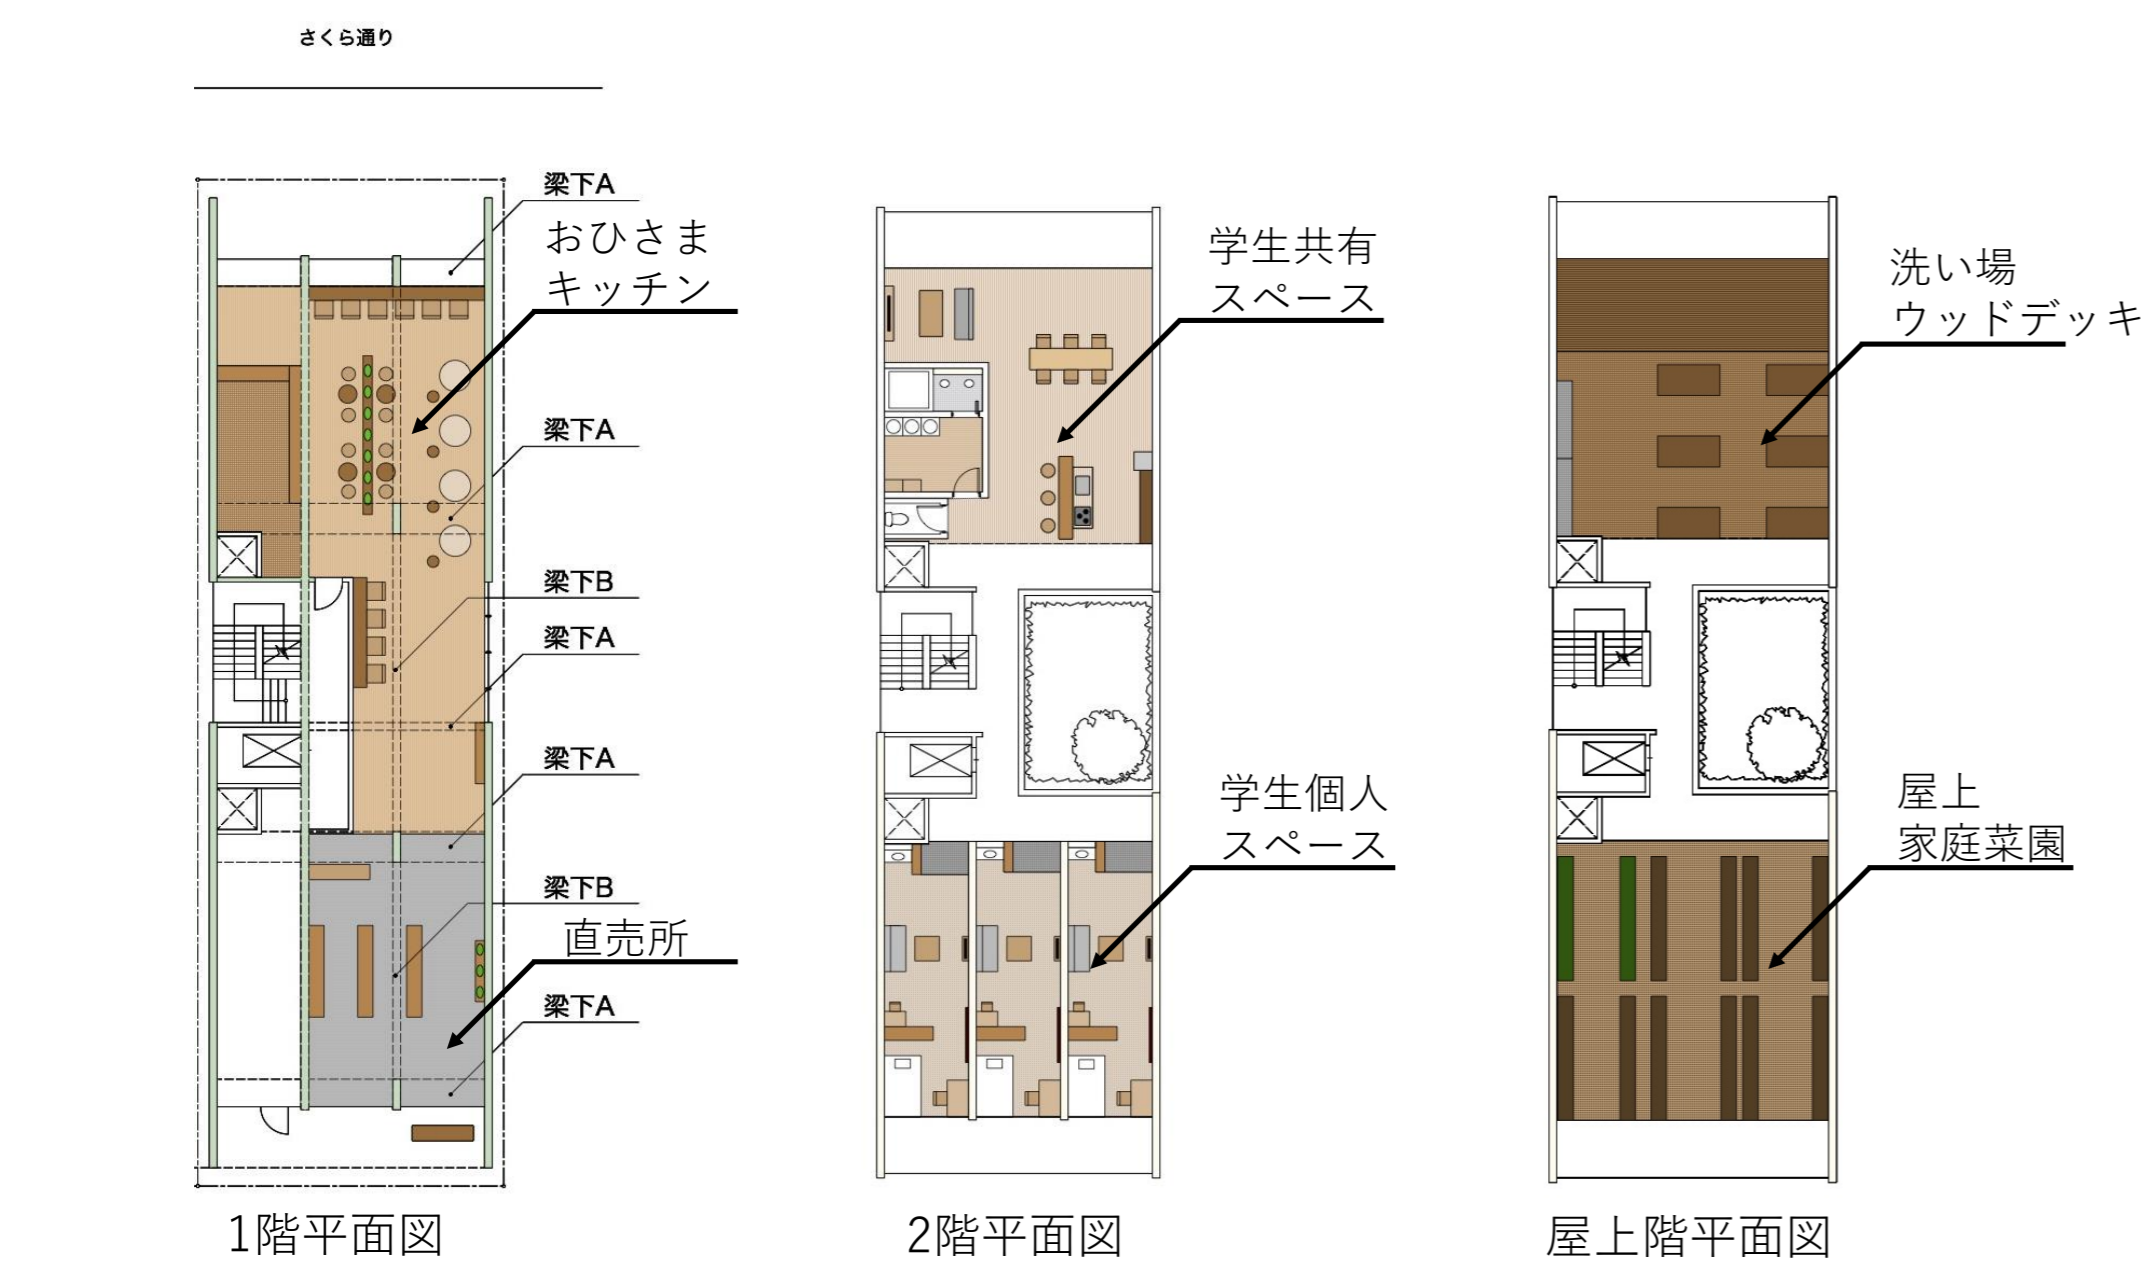 さくら通り
梁下A
おひさま
キッチン
梁下A
梁下B
梁下A
梁下A
梁下B
直売所
梁下A
1階平面図
学生共有
スペース
学生個人
スペース
2階平面図
洗い場
ウッドデッキ
屋上
家庭菜園
屋上階平面図